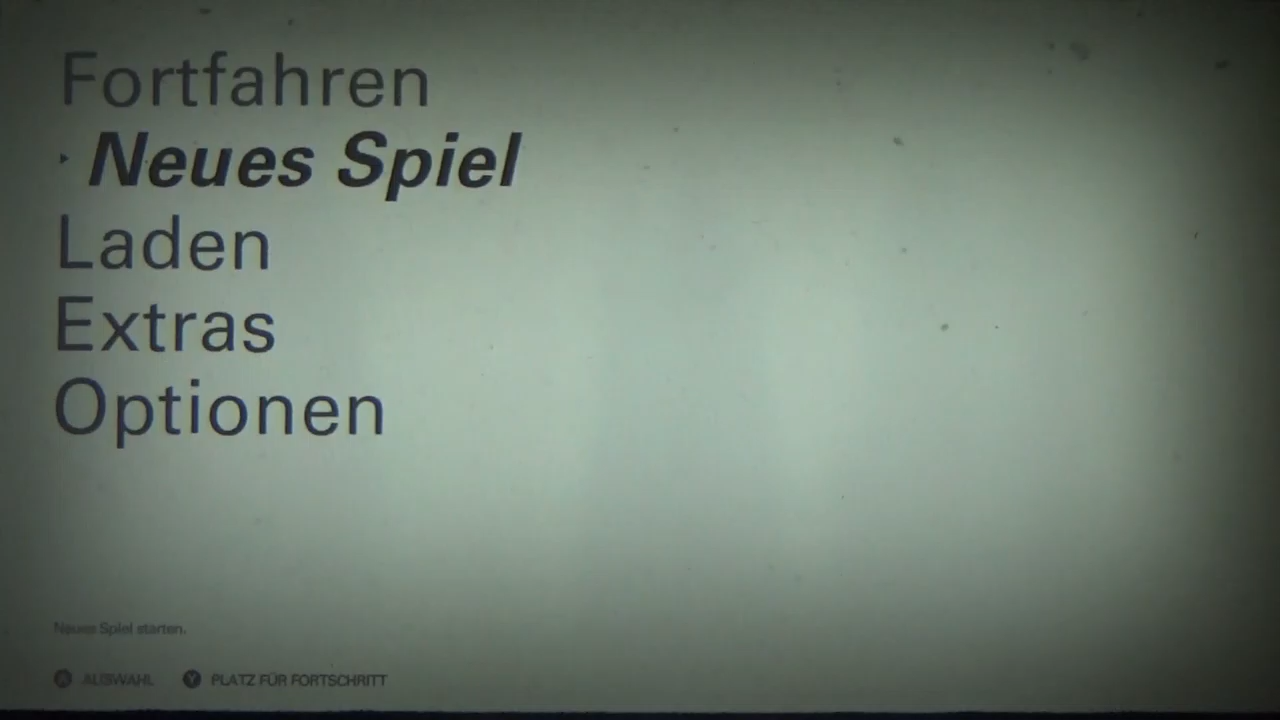 Fortfahren
Neues Spiel
Laden
Extras
Optionen
Neues Spiel starten.
AUSWAHL Y PLATZ FÜR FORTSCHRITT